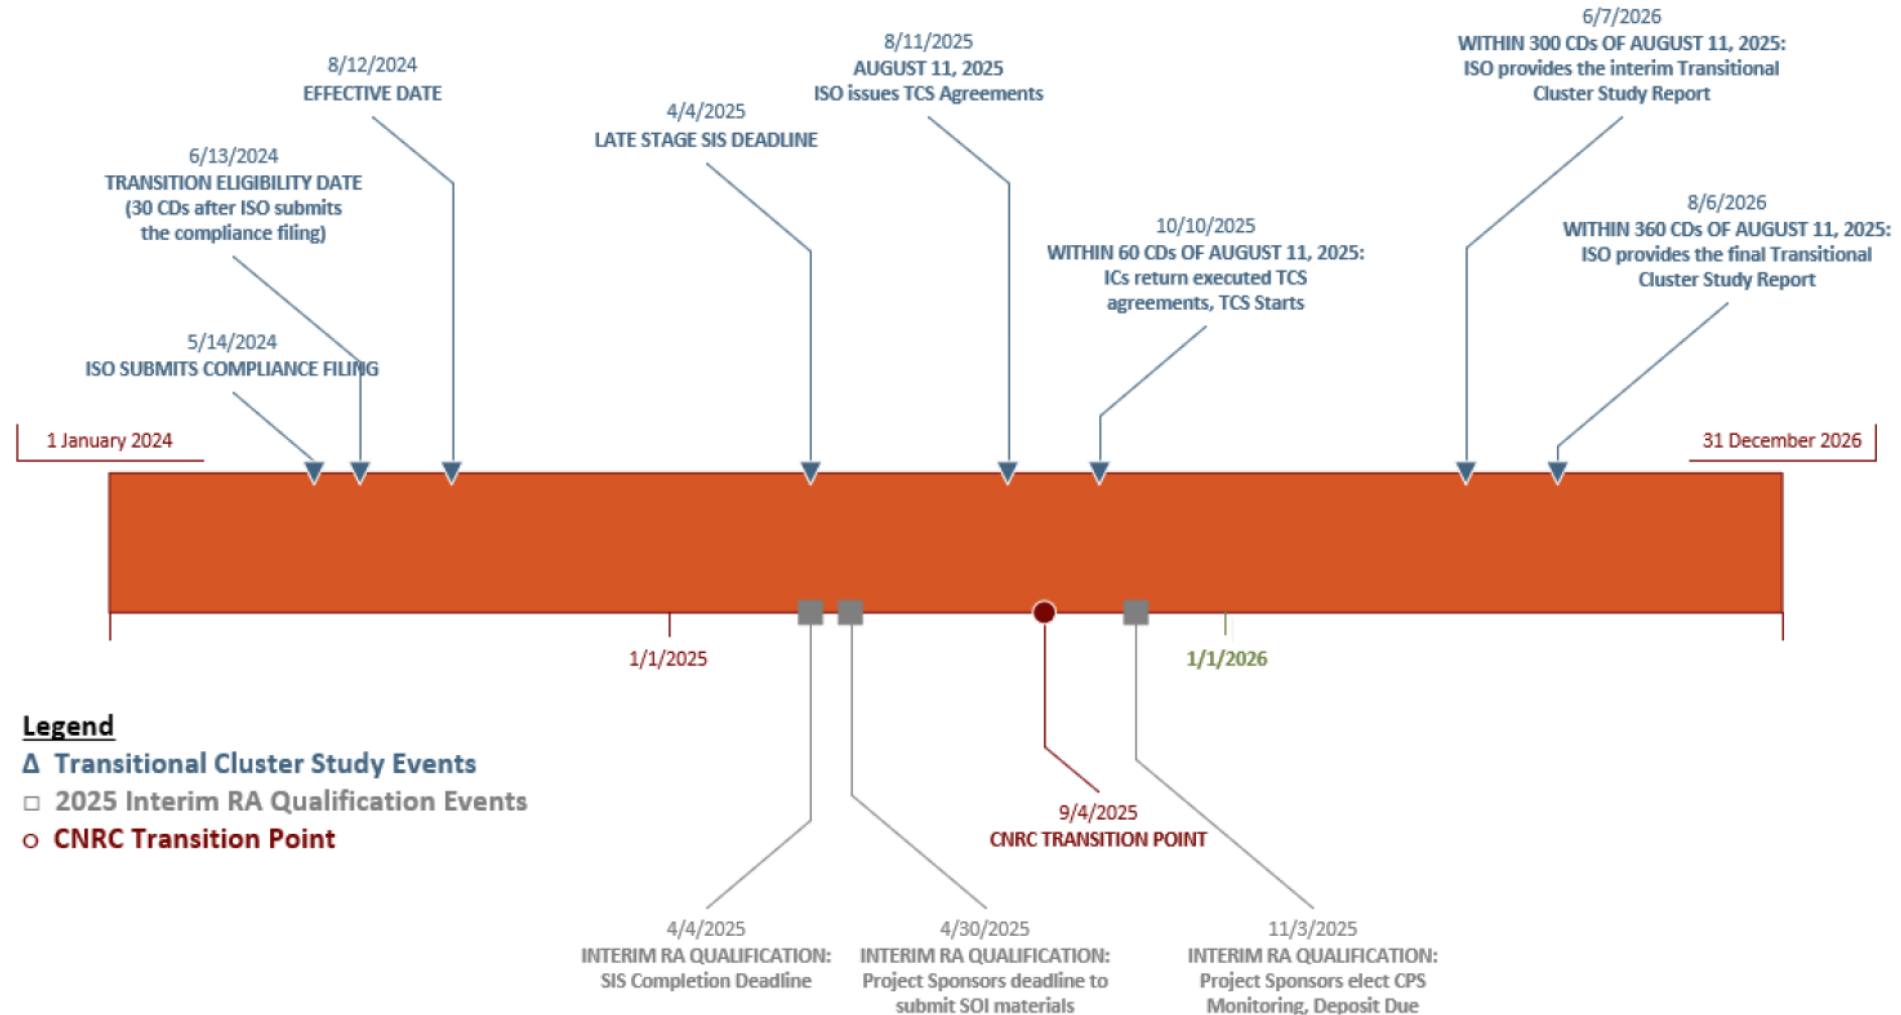 6/7/2026
WITHIN 300 CDs OF AUGUST 11, 2025:
ISO provides the interim Transitional
Cluster Study Report
8/11/2025
AUGUST 11, 2025
ISO issues TCS Agreements
8/12/2024
EFFECTIVE DATE
4/4/2025
LATE STAGE SIS DEADLINE
6/13/2024
TRANSITION ELIGIBILITY DATE
(30 CDs after ISO submits
the compliance filing)
8/6/2026
WITHIN 360 CDs OF AUGUST 11, 2025:
ISO provides the final Transitional
Cluster Study Report
10/10/2025
WITHIN 60 CDs OF AUGUST 11, 2025:
ICs return executed TCS
agreements, TCS Starts
5/14/2024
ISO SUBMITS COMPLIANCE FILING
1 January 2024
31 December 2026
1/1/2025
1/1/2026
Legend
Δ Transitional Cluster Study Events
□ 2025 Interim RA Qualification Events
○ CNRC Transition Point
9/4/2025
CNRC TRANSITION POINT
4/4/2025
INTERIM RA QUALIFICATION:
SIS Completion Deadline
4/30/2025
INTERIM RA QUALIFICATION:
Project Sponsors deadline to
submit SOI materials
11/3/2025
INTERIM RA QUALIFICATION:
Project Sponsors elect CPS
Monitoring, Deposit Due